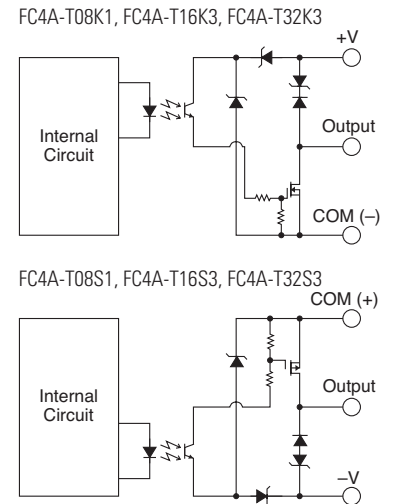 FC4A-T08K1, FC4A-T16K3, FC4A-T32K3
+V
Internal
Circuit
Output
COM (–)
FC4A-T08S1, FC4A-T16S3, FC4A-T32S3
COM (+)
Internal
Circuit
Output
–V